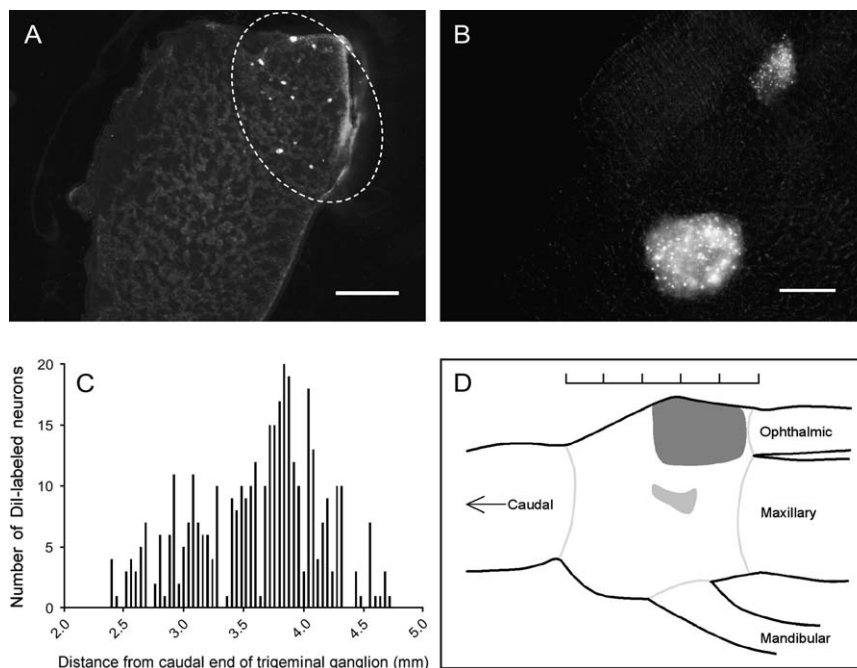 A
B
C
Number of DiI-labeled neurons
20
15
10
5
0
2.0
2.5
3.0
3.5
4.0
4.5
5.0
Distance from caudal end of trigeminal ganglion (mm)
D
Ophthalmic
Caudal
Maxillary
Mandibular